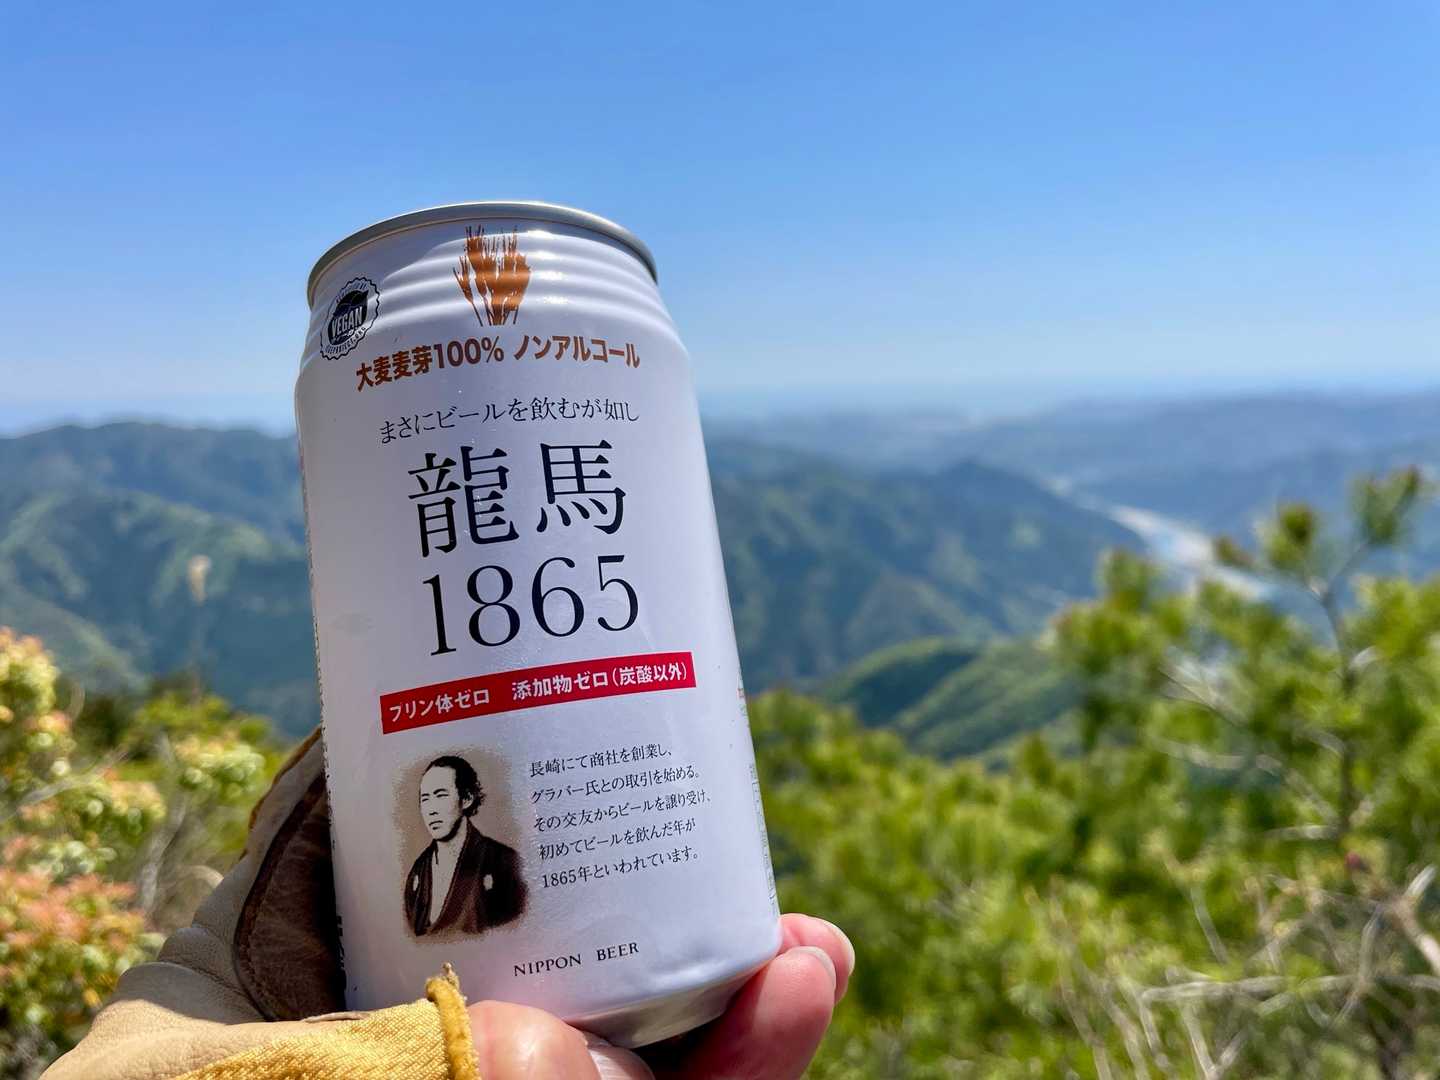 VEGAN
大麦麦芽100% ノンアルコール
まさにビールを飲むが如し
龍馬
1865
プリン体ゼロ 添加物ゼロ(炭酸以外)
長崎にて商社を創業し、
グラバー氏との取引を始める。
その交友からビールを譲り受け、
初めてビールを飲んだ年が
1865年といわれています。
NIPPON BEER